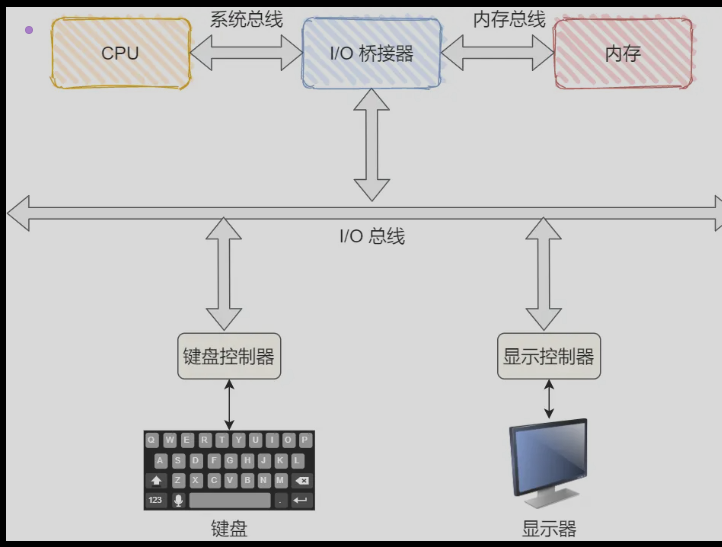 系统总线
内存总线
CPU
I/O 桥接器
内存
I/O 总线
键盘控制器
显示控制器
Q W E R T Y U I O P
A S D F G H J K L
Z X C V B N M
123 .
键盘
显示器